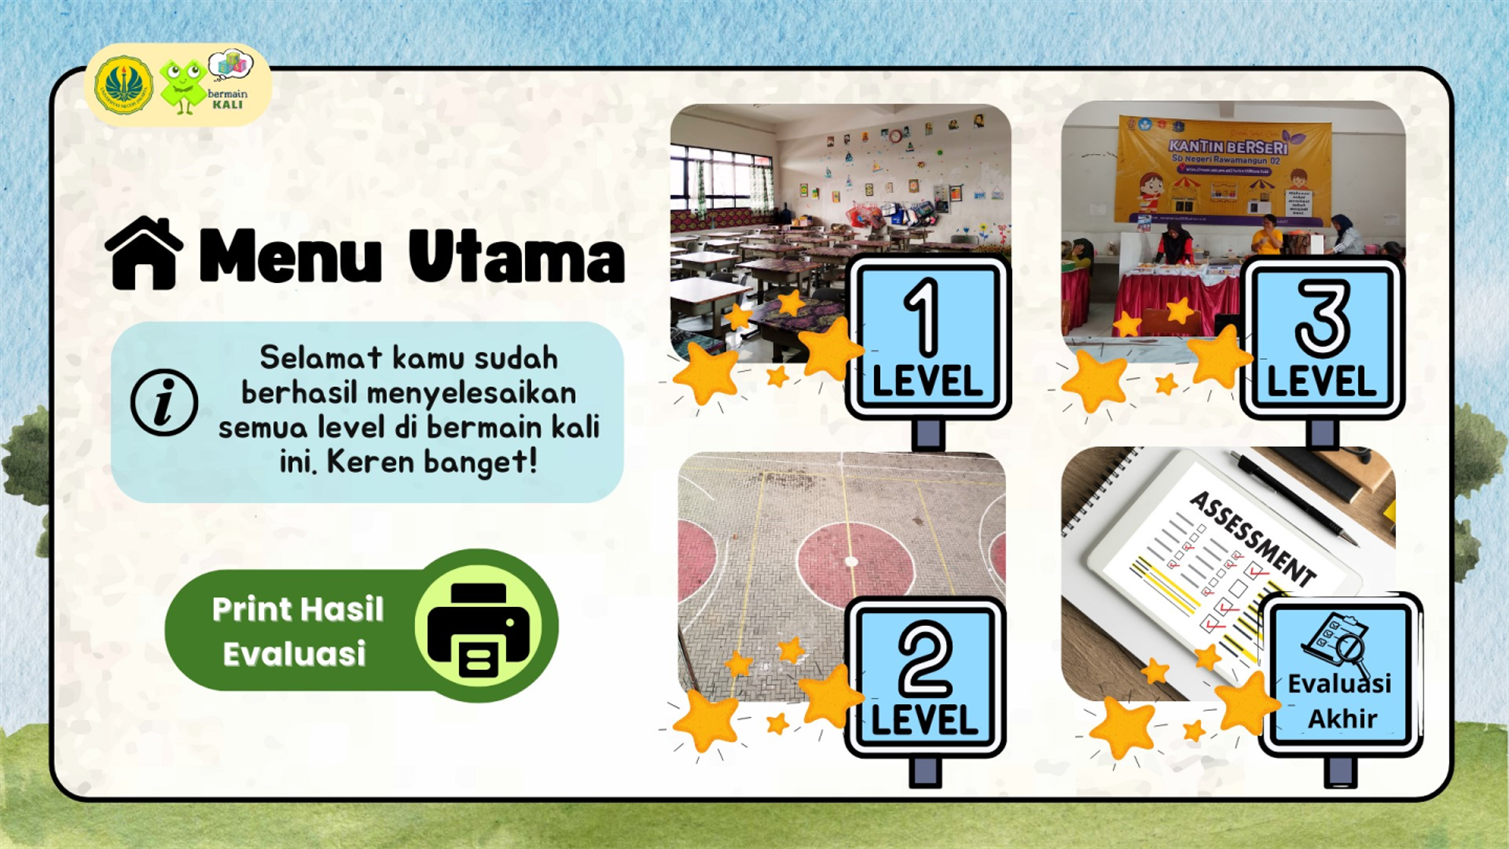 bermain
KALI
Menu Utama
Selamat kamu sudah
berhasil menyelesaikan
semua level di bermain kali
ini. Keren banget!
Print Hasil
Evaluasi
1
LEVEL
KANTIN BERSERI
SD Negeri Rawamangun 02
3
LEVEL
2
LEVEL
ASSESSMENT
Evaluasi
Akhir